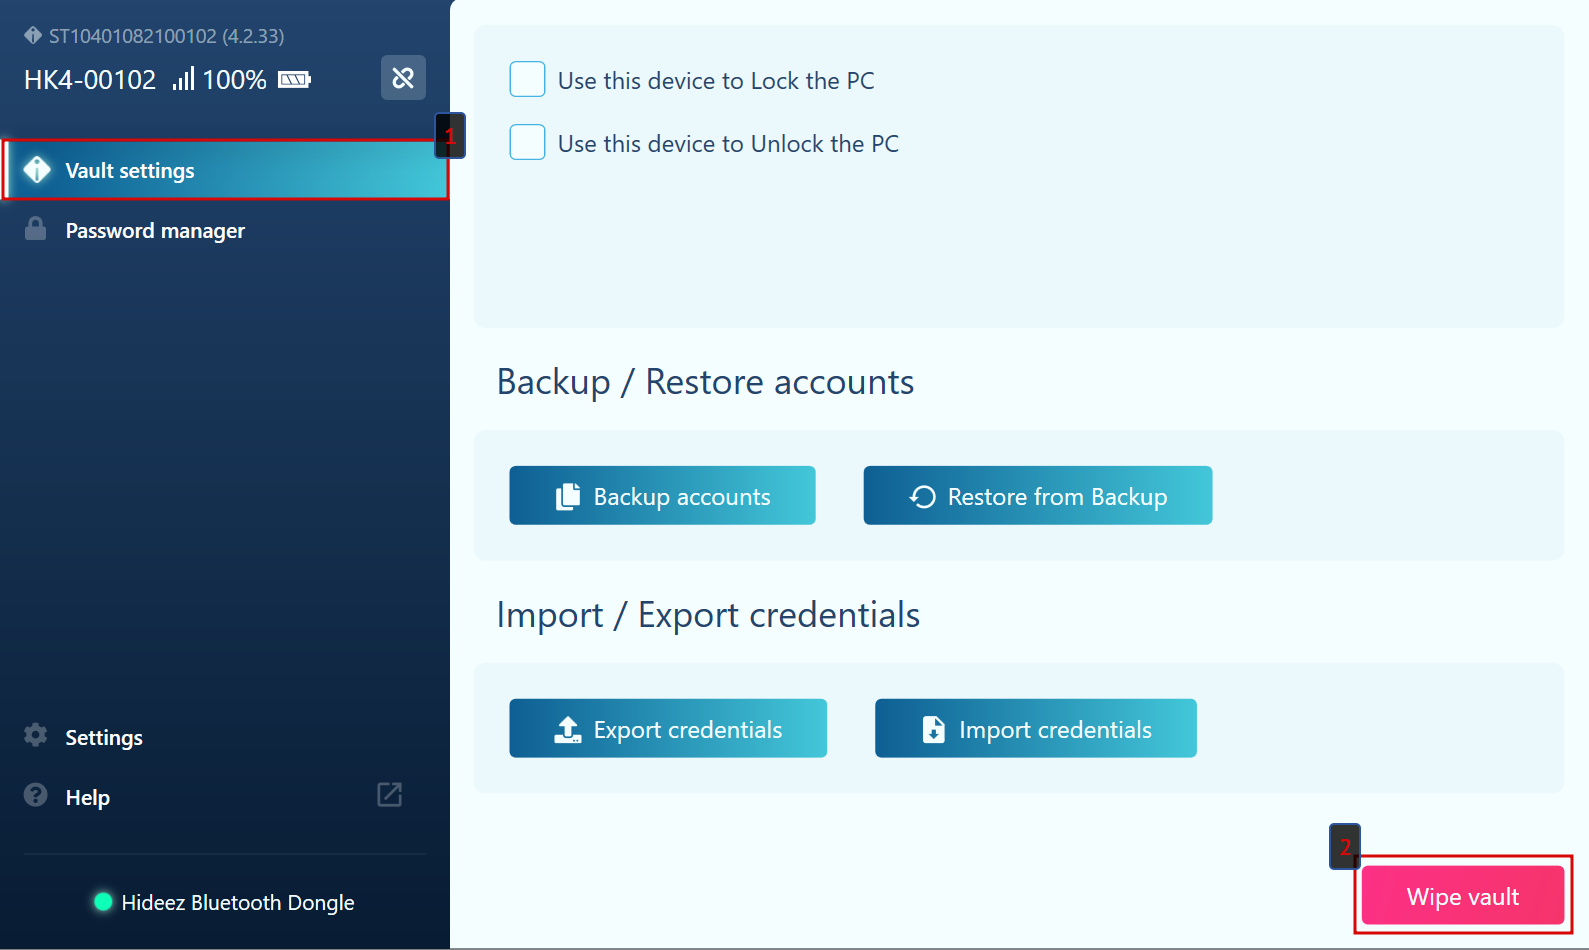 ST10401082100102 (4.2.33)
HK4-00102 100%
1
Vault settings
Password manager
Settings
Help
Hideez Bluetooth Dongle
Use this device to Lock the PC
Use this device to Unlock the PC
Backup / Restore accounts
Backup accounts
Restore from Backup
Import / Export credentials
Export credentials
Import credentials
2
Wipe vault